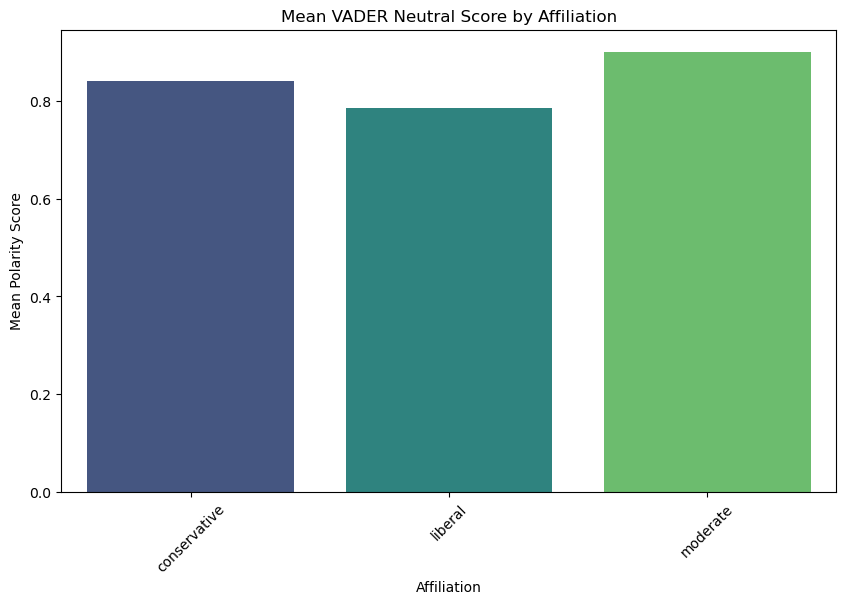 Mean VADER Neutral Score by Affiliation
Mean Polarity Score
0.8
0.6
0.4
0.2
0.0
conservative
liberal
moderate
Affiliation